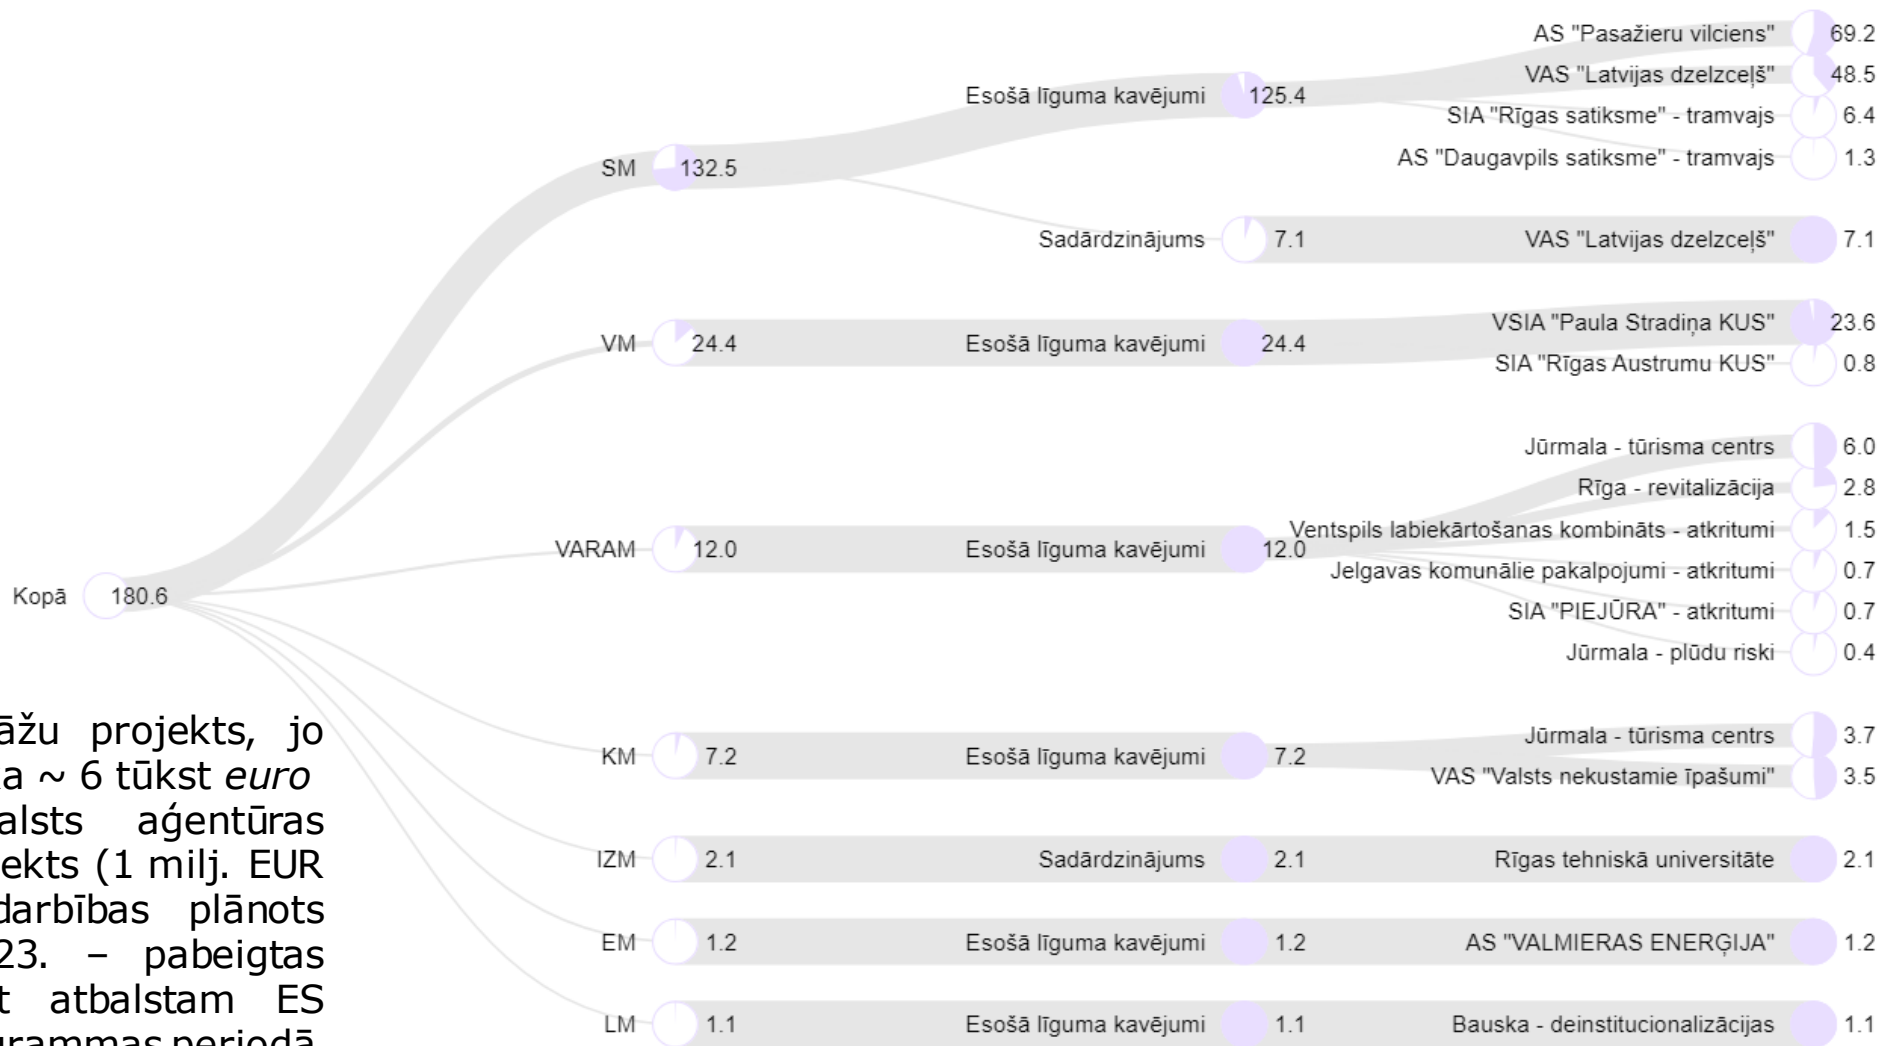 AS "Pasažieru vilciens" 69.2
VAS "Latvijas dzelzceļš" 48.5
Esošā līguma kavējumi 125.4
SIA "Rīgas satiksme" - tramvajs 6.4
AS "Daugavpils satiksme" - tramvajs 1.3
SM 132.5
Sadārdzinājums 7.1 VAS "Latvijas dzelzceļš" 7.1
VSIA "Paula Stradiņa KUS" 23.6
VM 24.4 Esošā līguma kavējumi 24.4
SIA "Rīgas Austrumu KUS" 0.8
Jūrmala - tūrisma centrs 6.0
Rīga - revitalizācija 2.8
Ventspils labiekārtošanas kombināts - atkritumi 1.5
VARAM 12.0 Esošā līguma kavējumi 12.0
Jelgavas komunālie pakalpojumi - atkritumi 0.7
Kopā 180.6
SIA "PIEJŪRA" - atkritumi 0.7
Jūrmala - plūdu riski 0.4
Jūrmala - tūrisma centrs 3.7
KM 7.2 Esošā līguma kavējumi 7.2
VAS "Valsts nekustamie īpašumi" 3.5
IZM 2.1 Sadārdzinājums 2.1 Rīgas tehniskā universitāte 2.1
EM 1.2 Esošā līguma kavējumi 1.2 AS "VALMIERAS ENERĢIJA" 1.2
LM 1.1 Esošā līguma kavējumi 1.1 Bauska - deinstitucionalizācijas 1.1
projekts, jo
~ 6 tūkst euro
aģentūras
(1 milj. EUR
darbības plānots
23. – pabeigtas
atbalstam ES
periodā